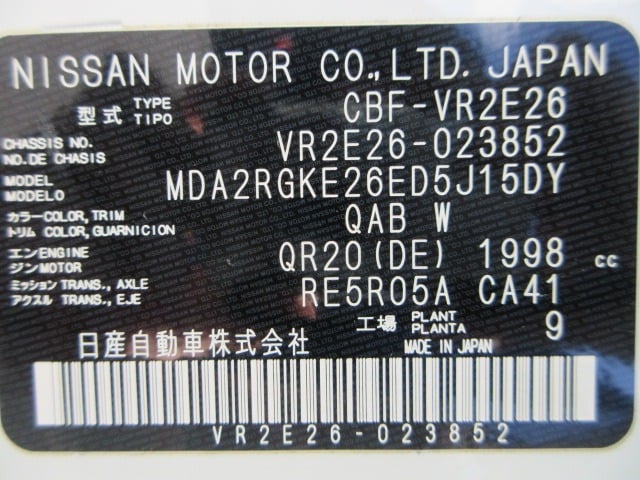 NISSAN MOTOR CO.,LTD. JAPAN
型式 TYPE TIPO CBF-VR2E26
CHASSIS NO. NO.DE CHASIS VR2E26-023852
MODEL MODELO MDA2RGKE26ED5J15DY
カラー COLOR, TRIM トリム COLOR, GUARNICION QAB W
エンジン ENGINE MOTOR QR20(DE) 1998 cc
ミッション TRANS., AXLE アクスル TRANS., EJE RE5R05A CA41
工場 PLANT PLANTA 9
日産自動車株式会社 MADE IN JAPAN
VR2E26-023852